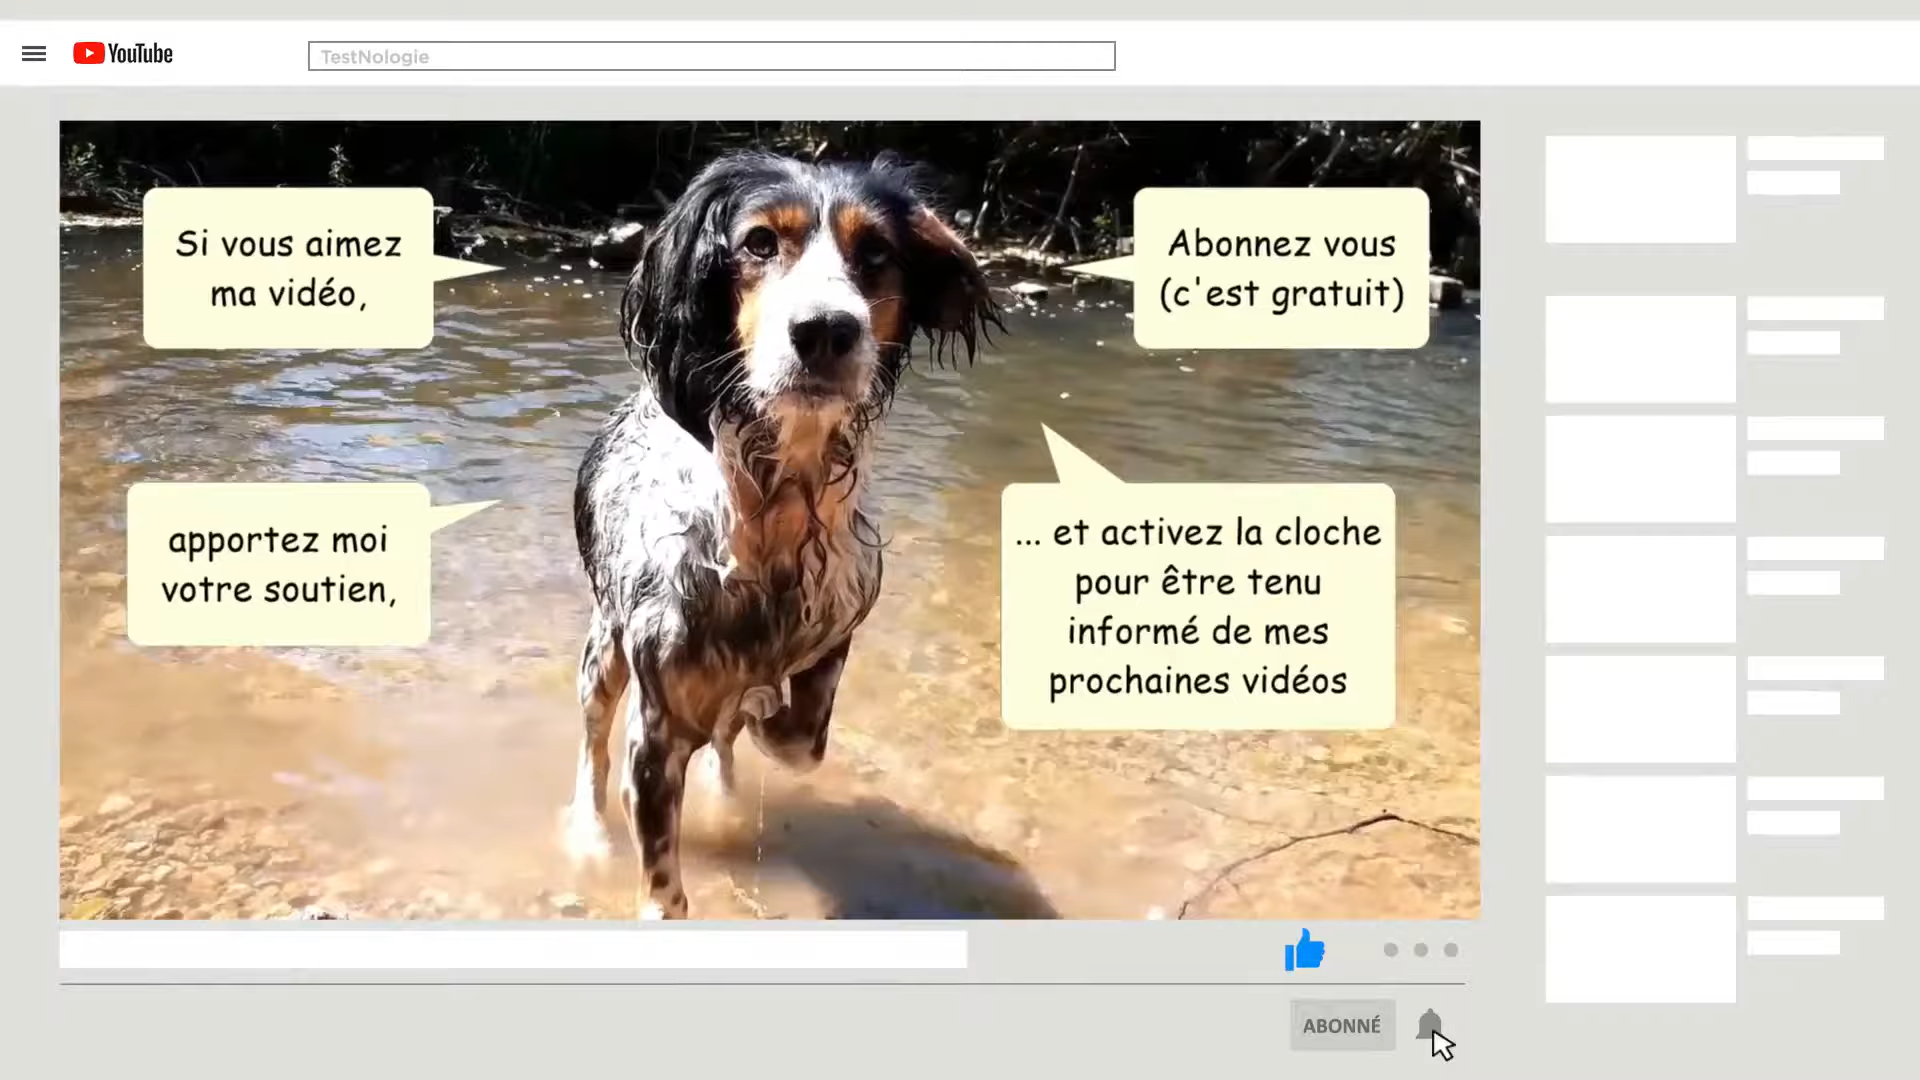 YouTube
TestNologie
Si vous aimez
ma vidéo,
apportez moi
votre soutien,
Abonnez vous
(c'est gratuit)
... et activez la cloche
pour être tenu
informé de mes
prochaines vidéos
ABONNÉ